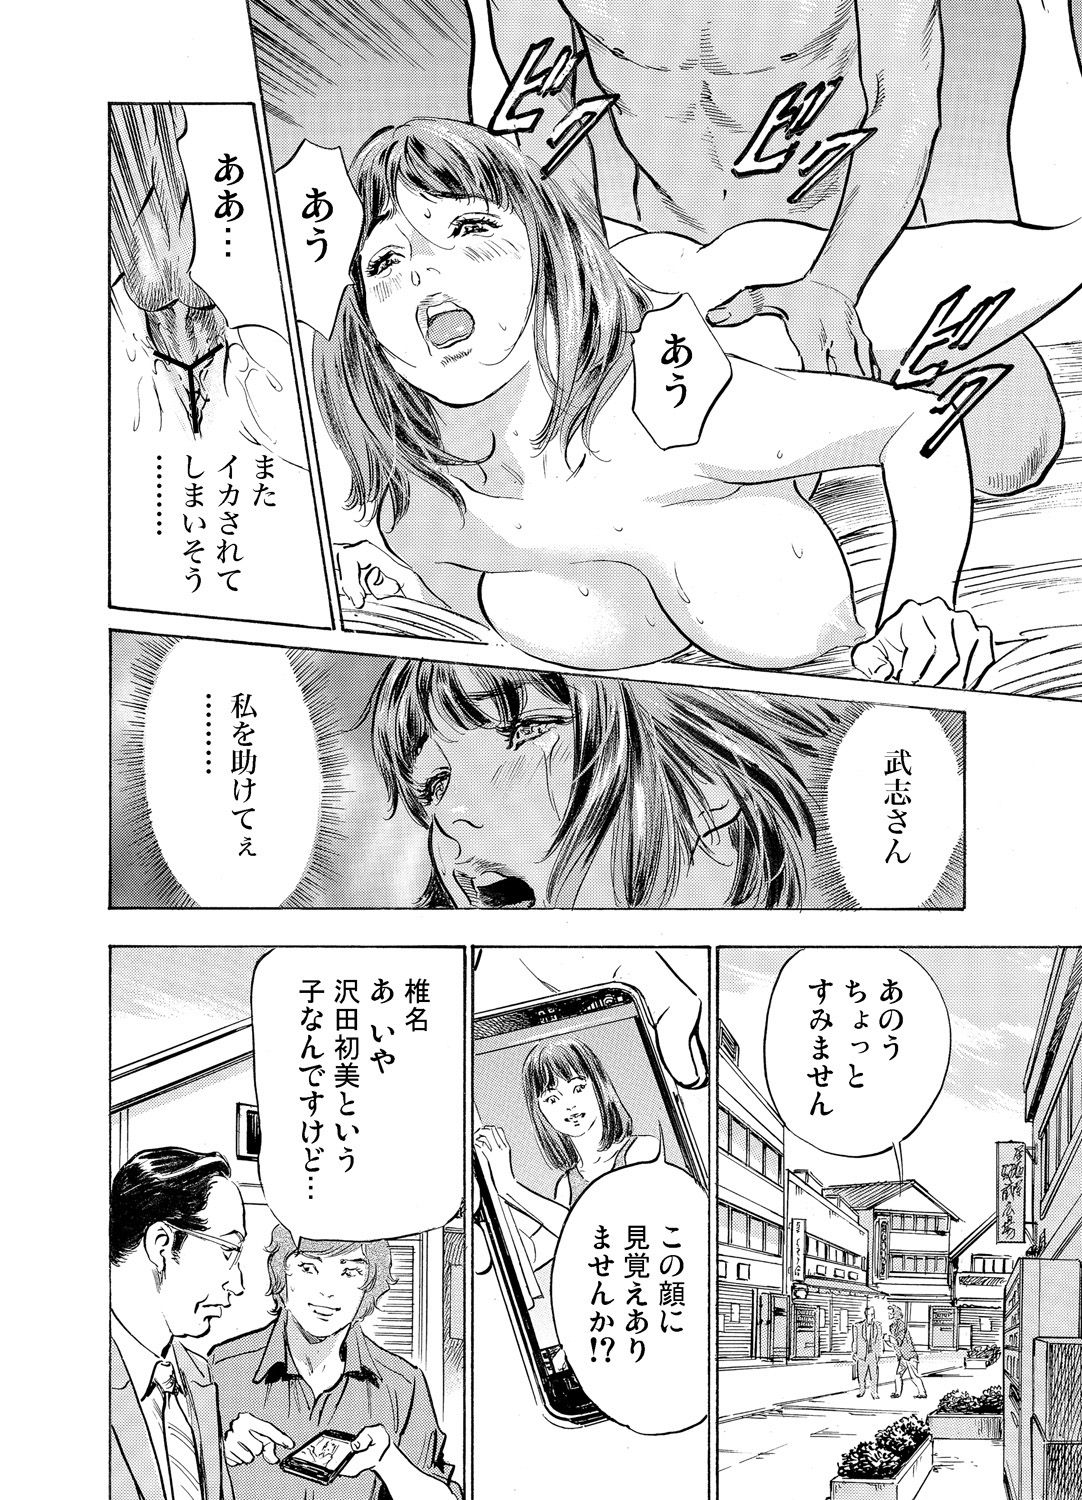 ビクッ
ビクッ
ビクッ
あう
あう
ああ…
また
イカされて
しまいそう
………
武志さん
私を助けてぇ
………
あのう
ちょっと
すみません
この顔に
見覚えあり
ませんか!?
椎名
あ いや
沢田初美という
子なんですけど…